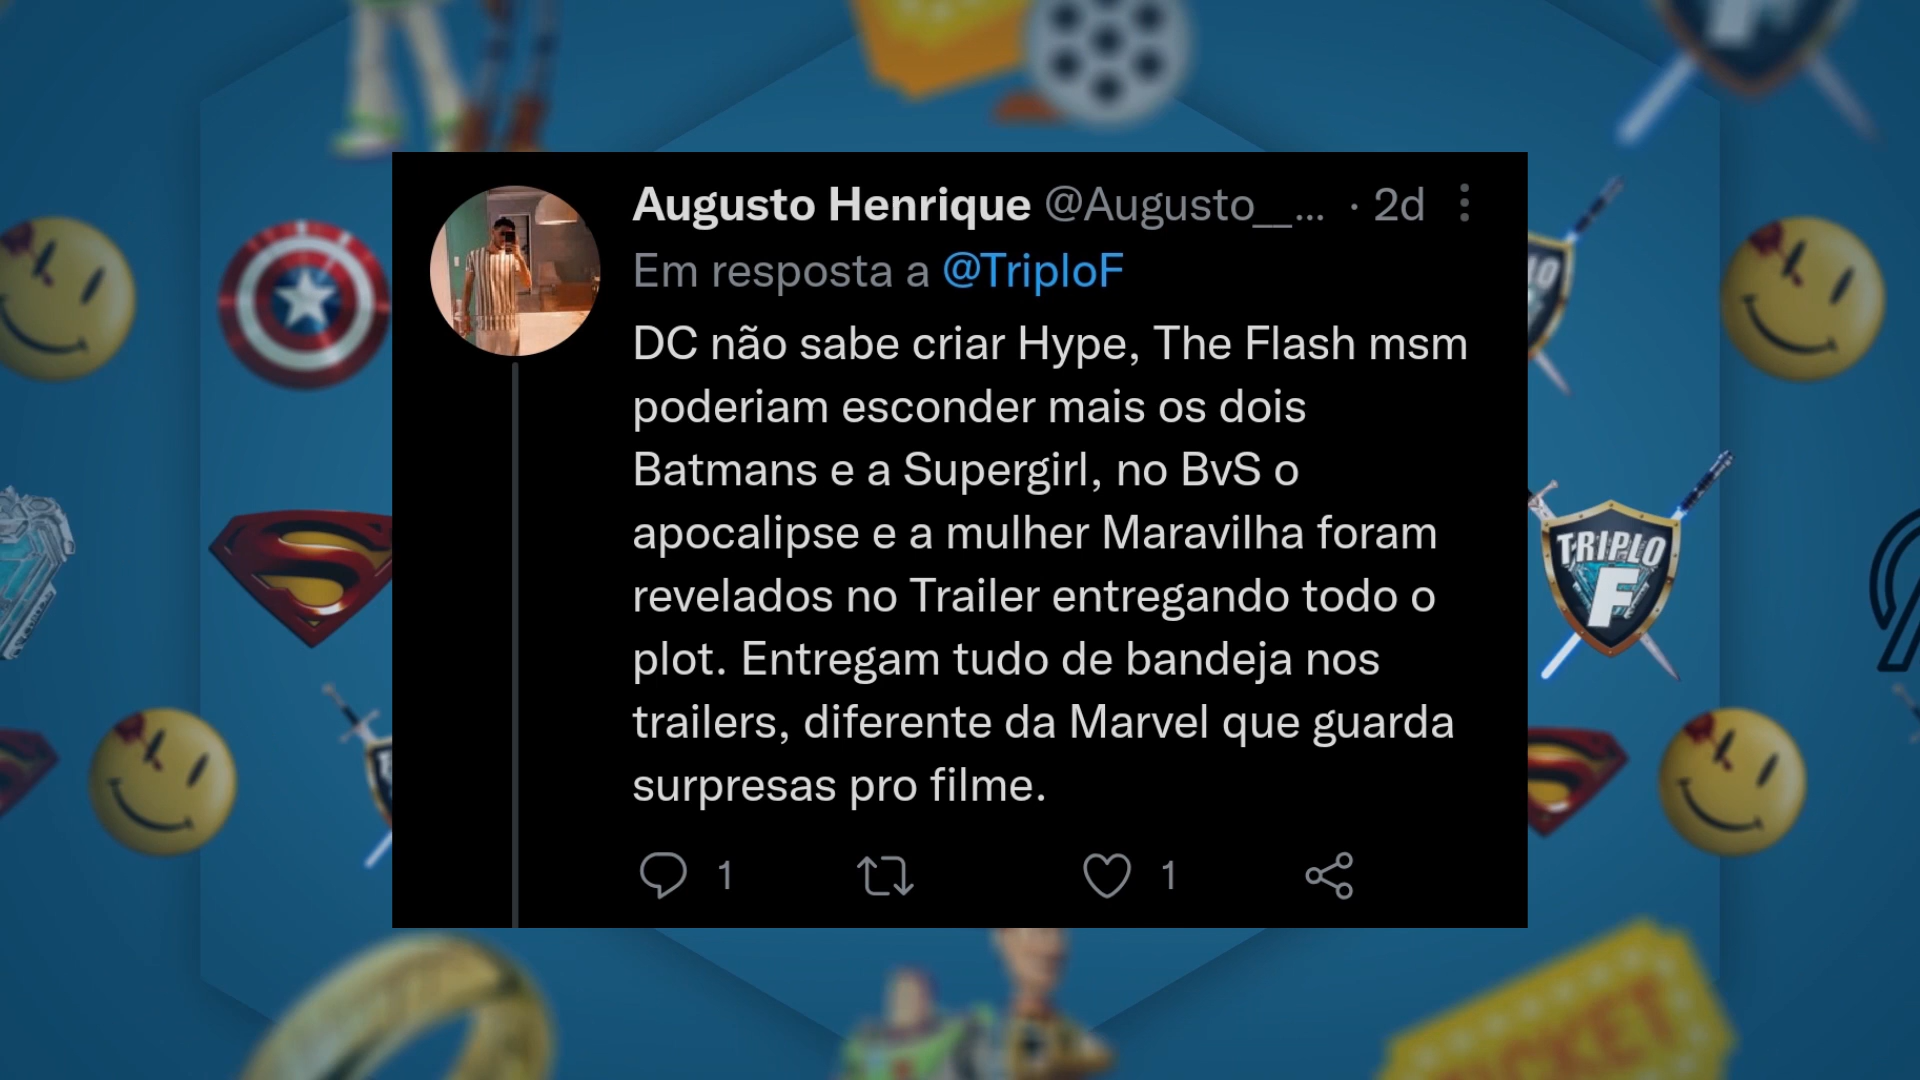 Augusto Henrique @Augusto__... · 2d
Em resposta a @TriploF
DC não sabe criar Hype, The Flash msm
poderiam esconder mais os dois
Batmans e a Supergirl, no BvS o
apocalipse e a mulher Maravilha foram
revelados no Trailer entregando todo o
plot. Entregam tudo de bandeja nos
trailers, diferente da Marvel que guarda
surpresas pro filme.
1 1
TRIPLO
F
TICKET